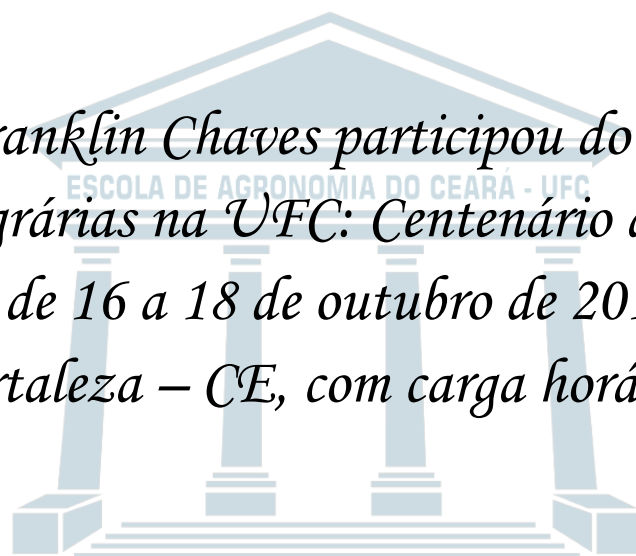 ranklin Chaves participou do
ESCOLA DE AGRONOMIA DO CEARÁ - UFC
grárias na UFC: Centenário
de 16 a 18 de outubro de 201
rtaleza – CE, com carga horá